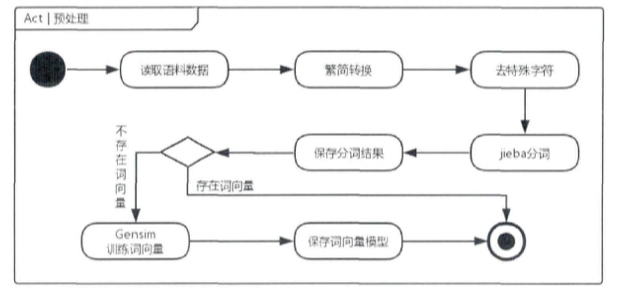 Act | 预处理
读取语料数据
繁简转换
去特殊字符
jieba分词
保存分词结果
不存在词向量
存在词向量
Gensim
训练词向量
保存词向量模型